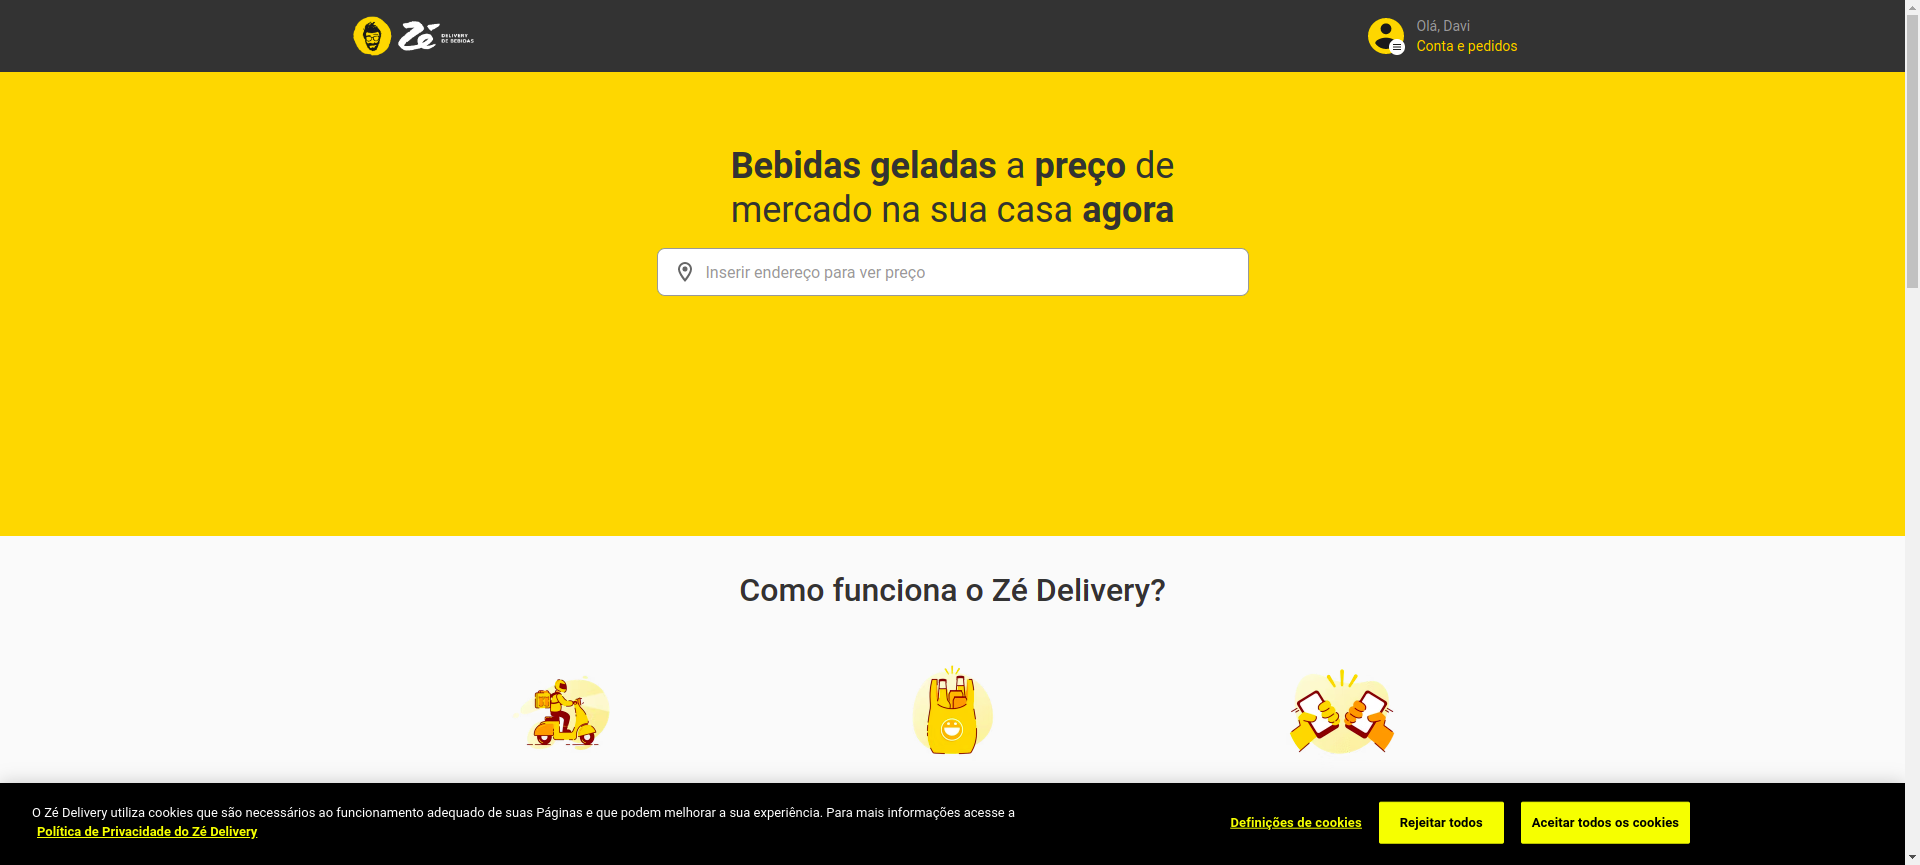 Zé DELIVERY
DE BEBIDAS
Olá, Davi
Conta e pedidos
Bebidas geladas a preço de
mercado na sua casa agora
Inserir endereço para ver preço
Como funciona o Zé Delivery?
O Zé Delivery utiliza cookies que são necessários ao funcionamento adequado de suas Páginas e que podem melhorar a sua experiência. Para mais informações acesse a
Política de Privacidade do Zé Delivery
Definições de cookies
Rejeitar todos
Aceitar todos os cookies